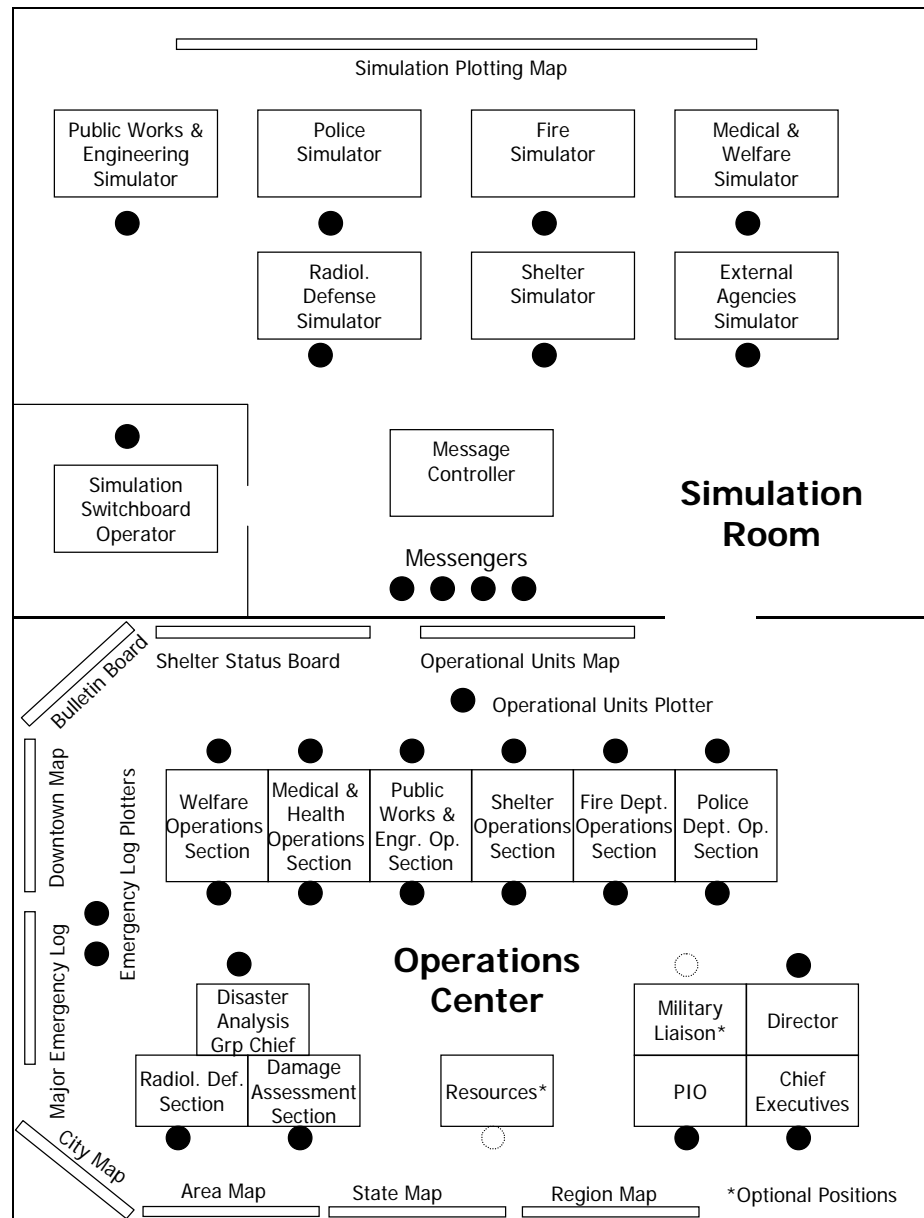 Simulation Plotting Map
Public Works &
Engineering
Simulator
Police
Simulator
Fire
Simulator
Medical &
Welfare
Simulator
Radiol.
Defense
Simulator
Shelter
Simulator
External
Agencies
Simulator
Simulation
Switchboard
Operator
Message
Controller
Simulation
Room
Messengers
Bulletin Board
Shelter Status Board
Operational Units Map
Operational Units Plotter
Downtown Map
Emergency Log Plotters
Welfare
Operations
Section
Medical &
Health
Operations
Section
Public
Works &
Engr. Op.
Section
Shelter
Operations
Section
Fire Dept.
Operations
Section
Police
Dept. Op.
Section
Major Emergency Log
Operations
Center
Disaster
Analysis
Grp Chief
Radiol. Def.
Section
Damage
Assessment
Section
Resources*
Military
Liaison*
Director
PIO
Chief
Executives
City Map
Area Map
State Map
Region Map
*Optional Positions